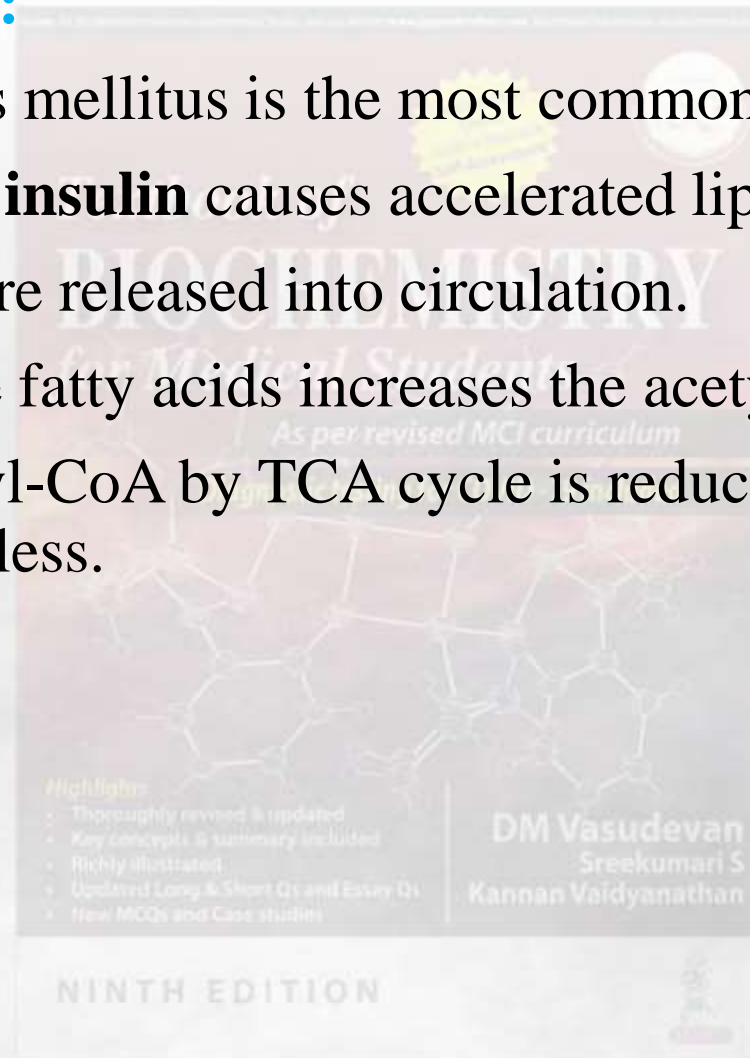 s mellitus is the most common
insulin causes accelerated lip
re released into circulation.
fatty acids increases the acety
yl-CoA by TCA cycle is reduc
less.
BIOCHEMISTRY
for Medical Students
As per revised MCI curriculum
Highlights
• Thoroughly revised & updated
• Key concepts & summary included
• Richly illustrated
• Updated Long & Short Qs and Essay Qs
• New MCQs and Case studies
DM Vasudevan
Sreekumari S
Kannan Vaidyanathan
NINTH EDITION